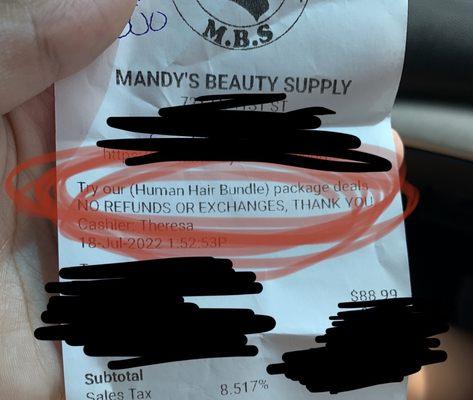 M.B.S
MANDY'S BEAUTY SUPPLY
ST
Try our (Human Hair Bundle) package deals
NO REFUNDS OR EXCHANGES, THANK YOU
Cashier: Theresa
18-Jul-2022 1:52:53P
$88.99
Subtotal
Sales Tax 8.517%